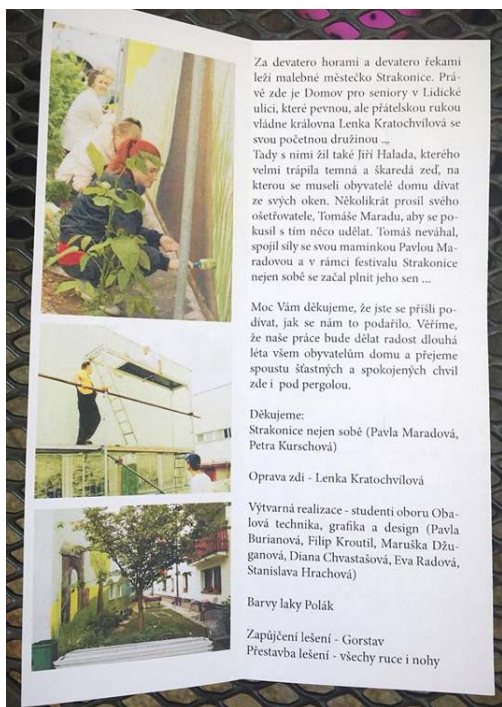 Za devatero horami a devatero řekami
leží malebné městečko Strakonice. Prá-
vě zde je Domov pro seniory v Lidické
ulici, které pevnou, ale přátelskou rukou
vládne královna Lenka Kratochvílová se
svou početnou družinou ...
Tady s nimi žil také Jiří Halada, kterého
velmi trápila temná a škaredá zeď, na
kterou se museli obyvatelé domu dívat
ze svých oken. Několikrát prosil svého
ošetřovatele, Tomáše Maradu, aby se po-
kusil s tím něco udělat. Tomáš neváhal,
spojil síly se svou maminkou Pavlou Ma-
radovou a v rámci festivalu Strakonice
nejen sobě se začal plnit jeho sen ...
Moc Vám děkujeme, že jste se přišli po-
dívat, jak se nám to podařilo. Věříme,
že naše práce bude dělat radost dlouhá
léta všem obyvatelům domu a přejeme
spoustu šťastných a spokojených chvil
zde i pod pergolou.
Děkujeme:
Strakonice nejen sobě (Pavla Maradová,
Petra Kurschová)
Oprava zdi - Lenka Kratochvílová
Výtvarná realizace - studenti oboru Oba-
lová technika, grafika a design (Pavla
Burianová, Filip Kroutil, Maruška Džu-
ganová, Diana Chvastašová, Eva Radová,
Stanislava Hrachová)
Barvy laky Polák
Zapůjčení lešení - Gorstav
Přestavba lešení - všechy ruce i nohy